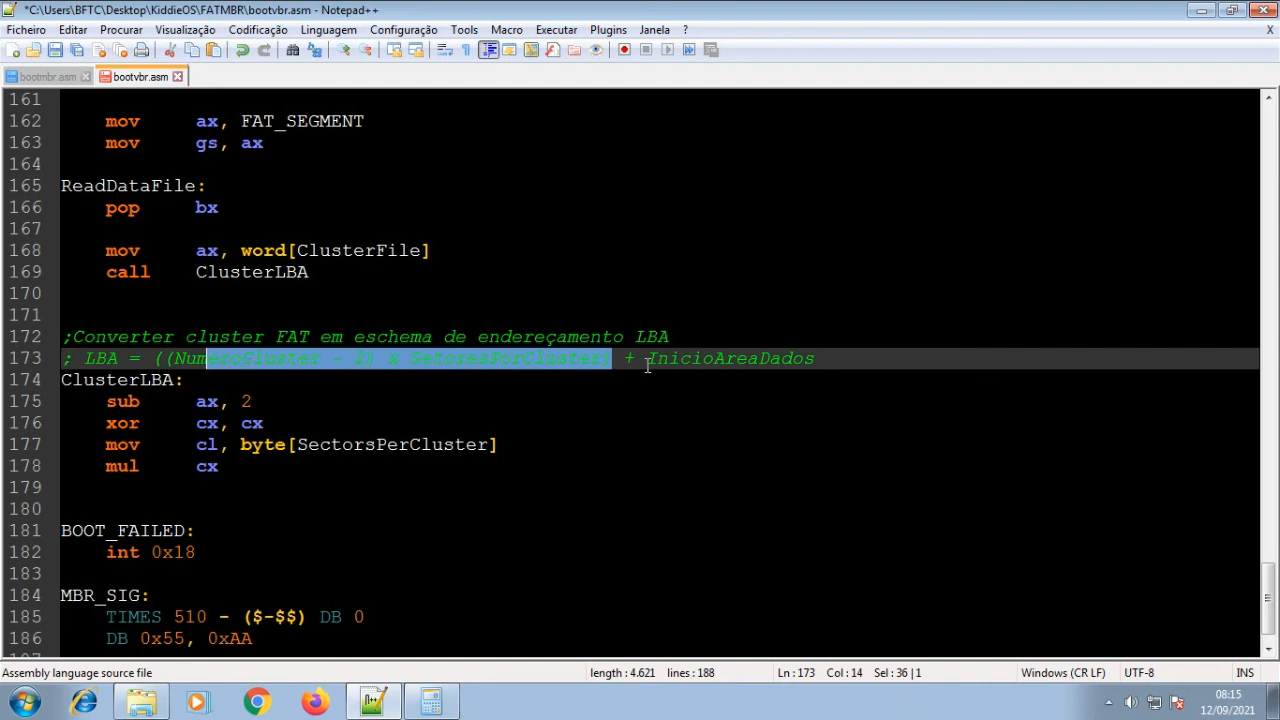 *C:\Users\BFTC\Desktop\KiddieOS\FATMBR\bootvbr.asm - Notepad++
Ficheiro Editar Procurar Visualização Codificação Linguagem Configuração Tools Macro Executar Plugins Janela ? X
bootmbr.asm bootvbr.asm
161
162 mov ax, FAT_SEGMENT
163 mov gs, ax
164
165 ReadDataFile:
166 pop bx
167
168 mov ax, word[ClusterFile]
169 call ClusterLBA
170
171
172 ;Converter cluster FAT em eschema de endereçamento LBA
173 ; LBA = ((NumeroCluster - 2) x SetoresPorCluster) + InicioAreaDados
174 ClusterLBA:
175 sub ax, 2
176 xor cx, cx
177 mov cl, byte[SectorsPerCluster]
178 mul cx
179
180
181 BOOT_FAILED:
182 int 0x18
183
184 MBR_SIG:
185 TIMES 510 - ($-$$) DB 0
186 DB 0x55, 0xAA
187
Assembly language source file length : 4.621 lines : 188 Ln : 173 Col : 14 Sel : 36 | 1 Windows (CR LF) UTF-8 INS
08:15
12/09/2021